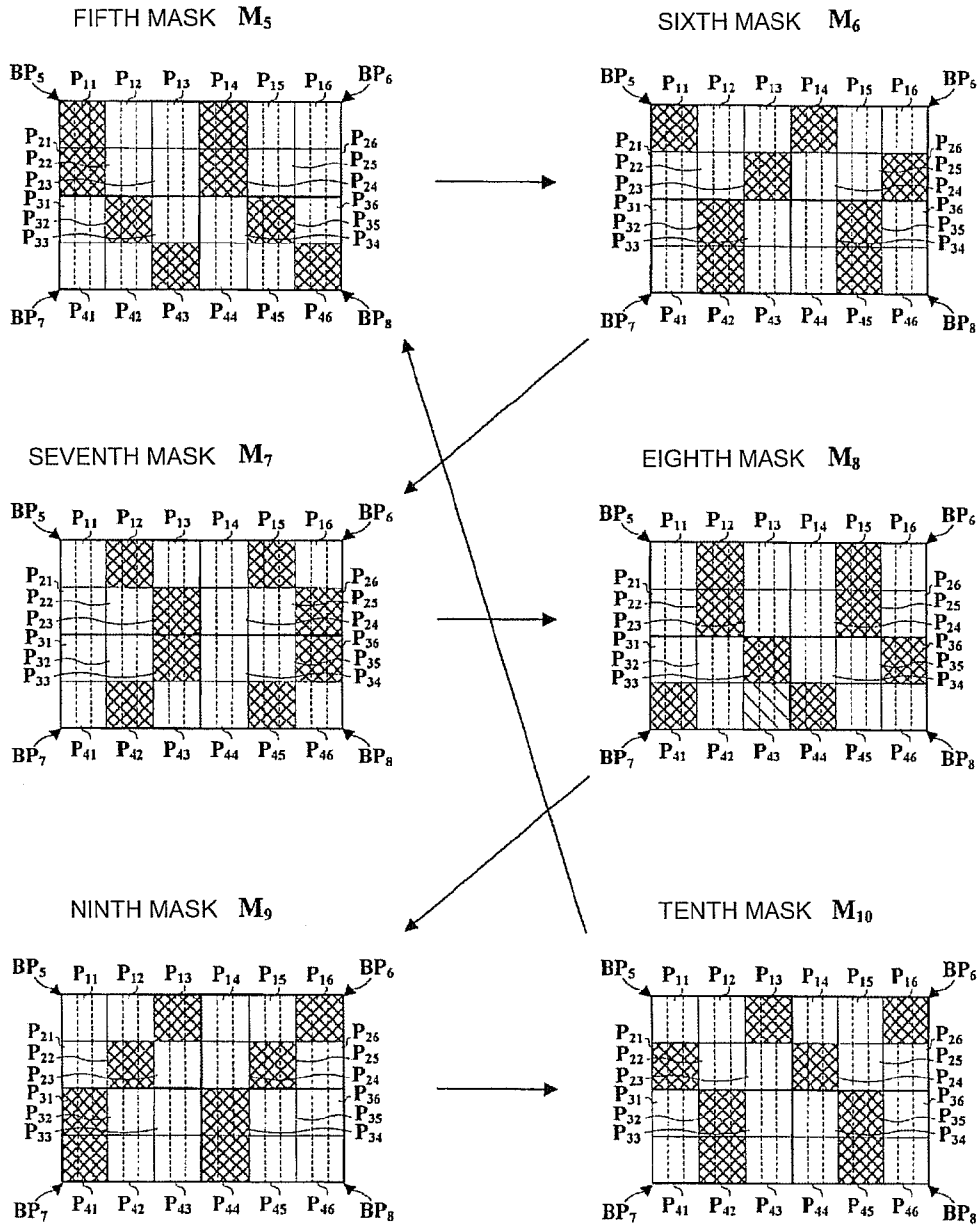 FIFTH MASK M5
SIXTH MASK M6
BP5 P11 P12 P13 P14 P15 P16 BP6
BP5 P11 P12 P13 P14 P15 P16 BP6
P21 P26
P22 P25
P23 P24
P31 P36
P32 P35
P33 P34
P21 P26
P22 P25
P23 P24
P31 P36
P32 P35
P33 P34
BP7 P41 P42 P43 P44 P45 P46 BP8
BP7 P41 P42 P43 P44 P45 P46 BP8
SEVENTH MASK M7
EIGHTH MASK M8
BP5 P11 P12 P13 P14 P15 P16 BP6
BP5 P11 P12 P13 P14 P15 P16 BP6
P21 P26
P22 P25
P23 P24
P31 P36
P32 P35
P33 P34
P21 P26
P22 P25
P23 P24
P31 P36
P32 P35
P33 P34
BP7 P41 P42 P43 P44 P45 P46 BP8
BP7 P41 P42 P43 P44 P45 P46 BP8
NINTH MASK M9
TENTH MASK M10
BP5 P11 P12 P13 P14 P15 P16 BP6
BP5 P11 P12 P13 P14 P15 P16 BP6
P21 P26
P22 P25
P23 P24
P31 P36
P32 P35
P33 P34
P21 P26
P22 P25
P23 P24
P31 P36
P32 P35
P33 P34
BP7 P41 P42 P43 P44 P45 P46 BP8
BP7 P41 P42 P43 P44 P45 P46 BP8